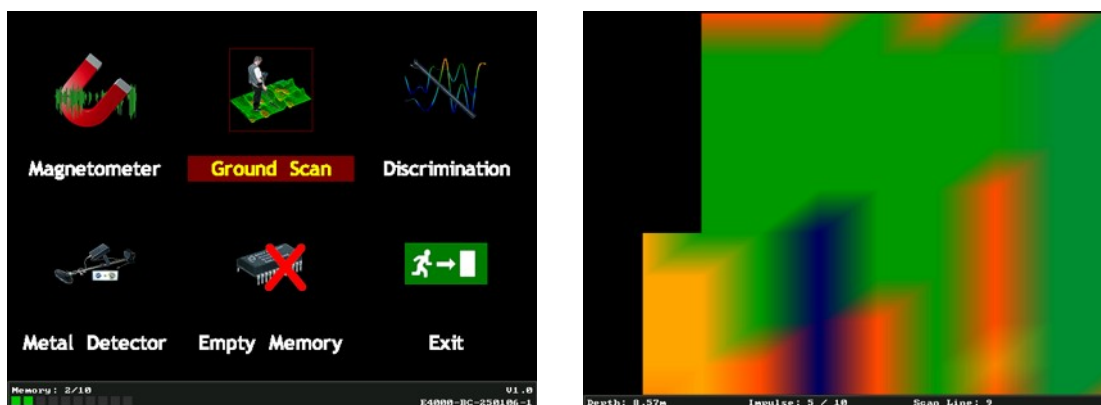 Magnetometer
Ground Scan
Discrimination
Metal Detector
Empty Memory
Exit
Memory: 2/10
V1.0
E4000-BC-250106-1
Depth: 8.57m
Impulse: 5 / 10
Scan Line: 9